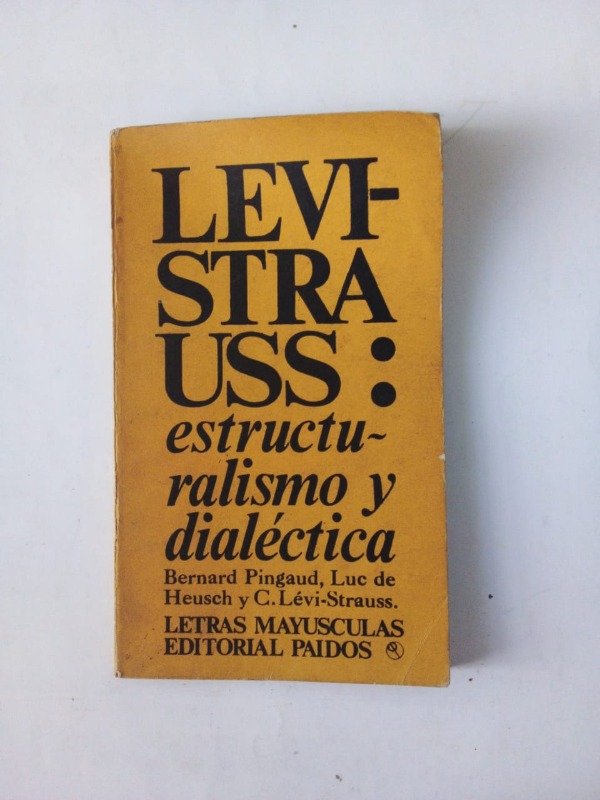 LEVI-
STRA
USS:
estructu-
ralismo y
dialéctica
Bernard Pingaud, Luc de
Heusch y C. Lévi-Strauss.
LETRAS MAYUSCULAS
EDITORIAL PAIDOS